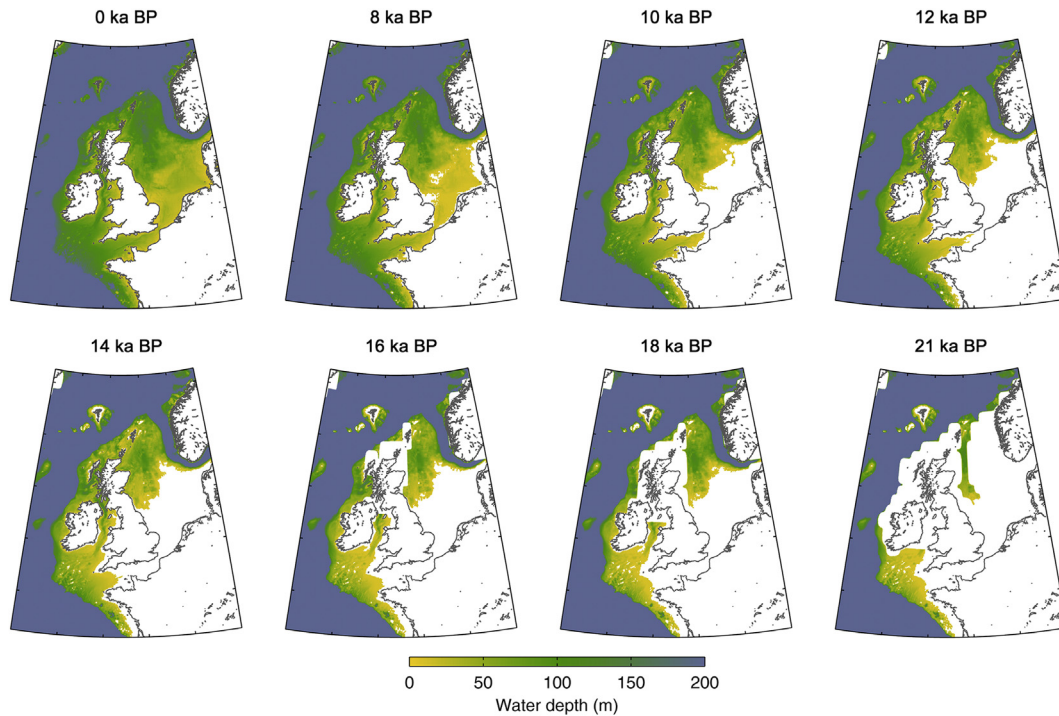 0 ka BP
8 ka BP
10 ka BP
12 ka BP
14 ka BP
16 ka BP
18 ka BP
21 ka BP
0 50 100 150 200
Water depth (m)